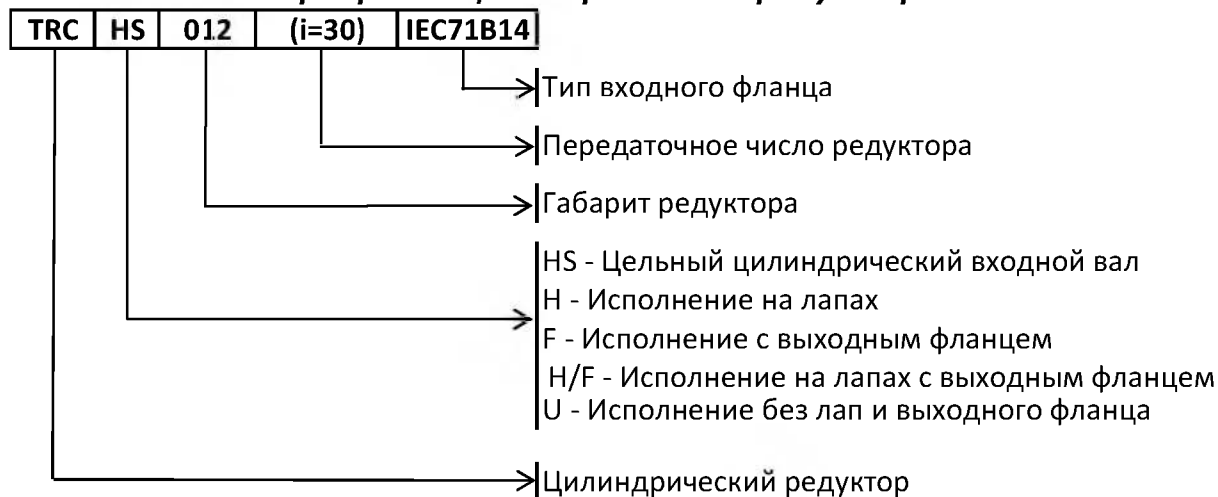 TRC HS 012 (i=30) IEC71B14
Тип входного фланца
Передаточное число редуктора
Габарит редуктора
HS - Цельный цилиндрический входной вал
H - Исполнение на лапах
F - Исполнение с выходным фланцем
H/F - Исполнение на лапах с выходным фланцем
U - Исполнение без лап и выходного фланца
Цилиндрический редуктор